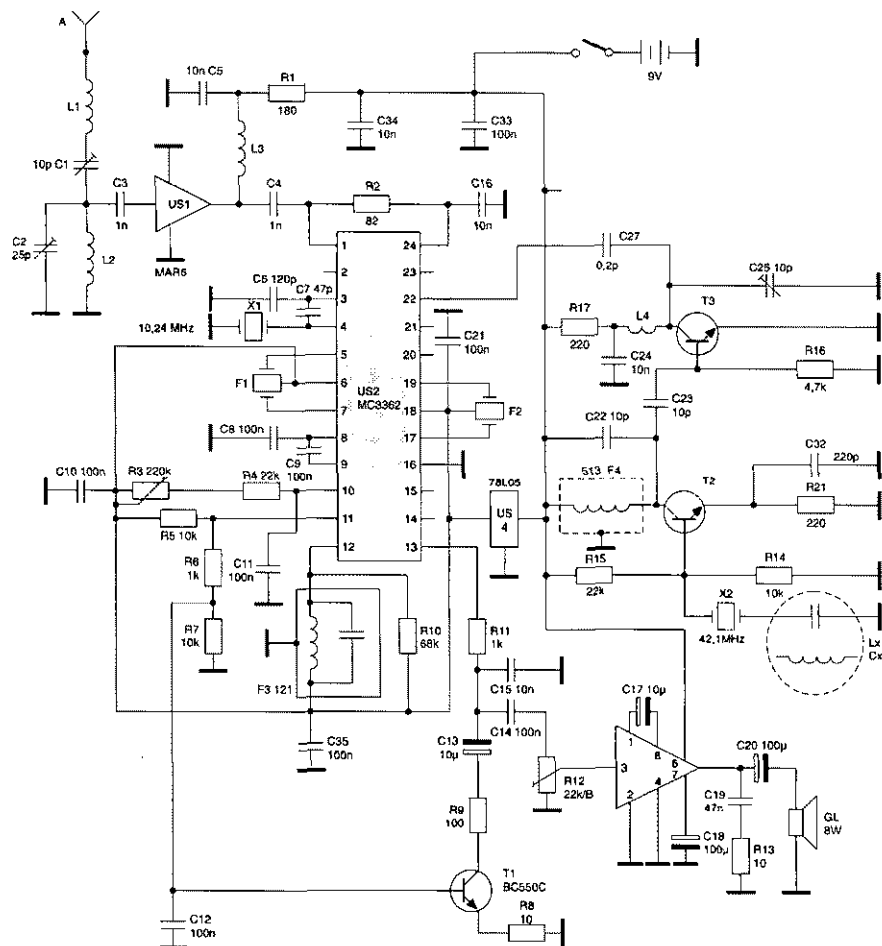 A
10n C5
R1
180
9V
L1
C34
10n
C33
100n
L3
10p C1
C3
1n
US1
C4
1n
R2
82
C16
10n
C2
25p
L2
MAR6
C27
0,2p
1
2
3
4
5
6
7
8
9
10
11
12
24
23
22
21
20
19
18
17
16
15
14
13
C6 120p
C7 47p
X1
10,24 MHz
C21
100n
C26 10p
R17
220
L4
T3
C24
10n
R16
4,7k
F1
US2
MC3362
F2
C23
10p
C22 10p
C8 100n
C9
100n
C32
220p
C10 100n
R3 220k
R4 22k
78L05
US
4
513 F4
T2
R21
220
R5 10k
R6
1k
C11
100n
R15
22k
R14
10k
R7
10k
R10
68k
R11
1k
X2
42,1MHz
Lx
Cx
F3 121
C15 10n
C14 100n
C17 10µ
C35
100n
C13
10µ
R12
22k/B
1
8
3
6
7
2
4
C20 100µ
C19
47n
GL
8W
R9
100
C18
100µ
R13
10
T1
BC550C
R8
10
C12
100n